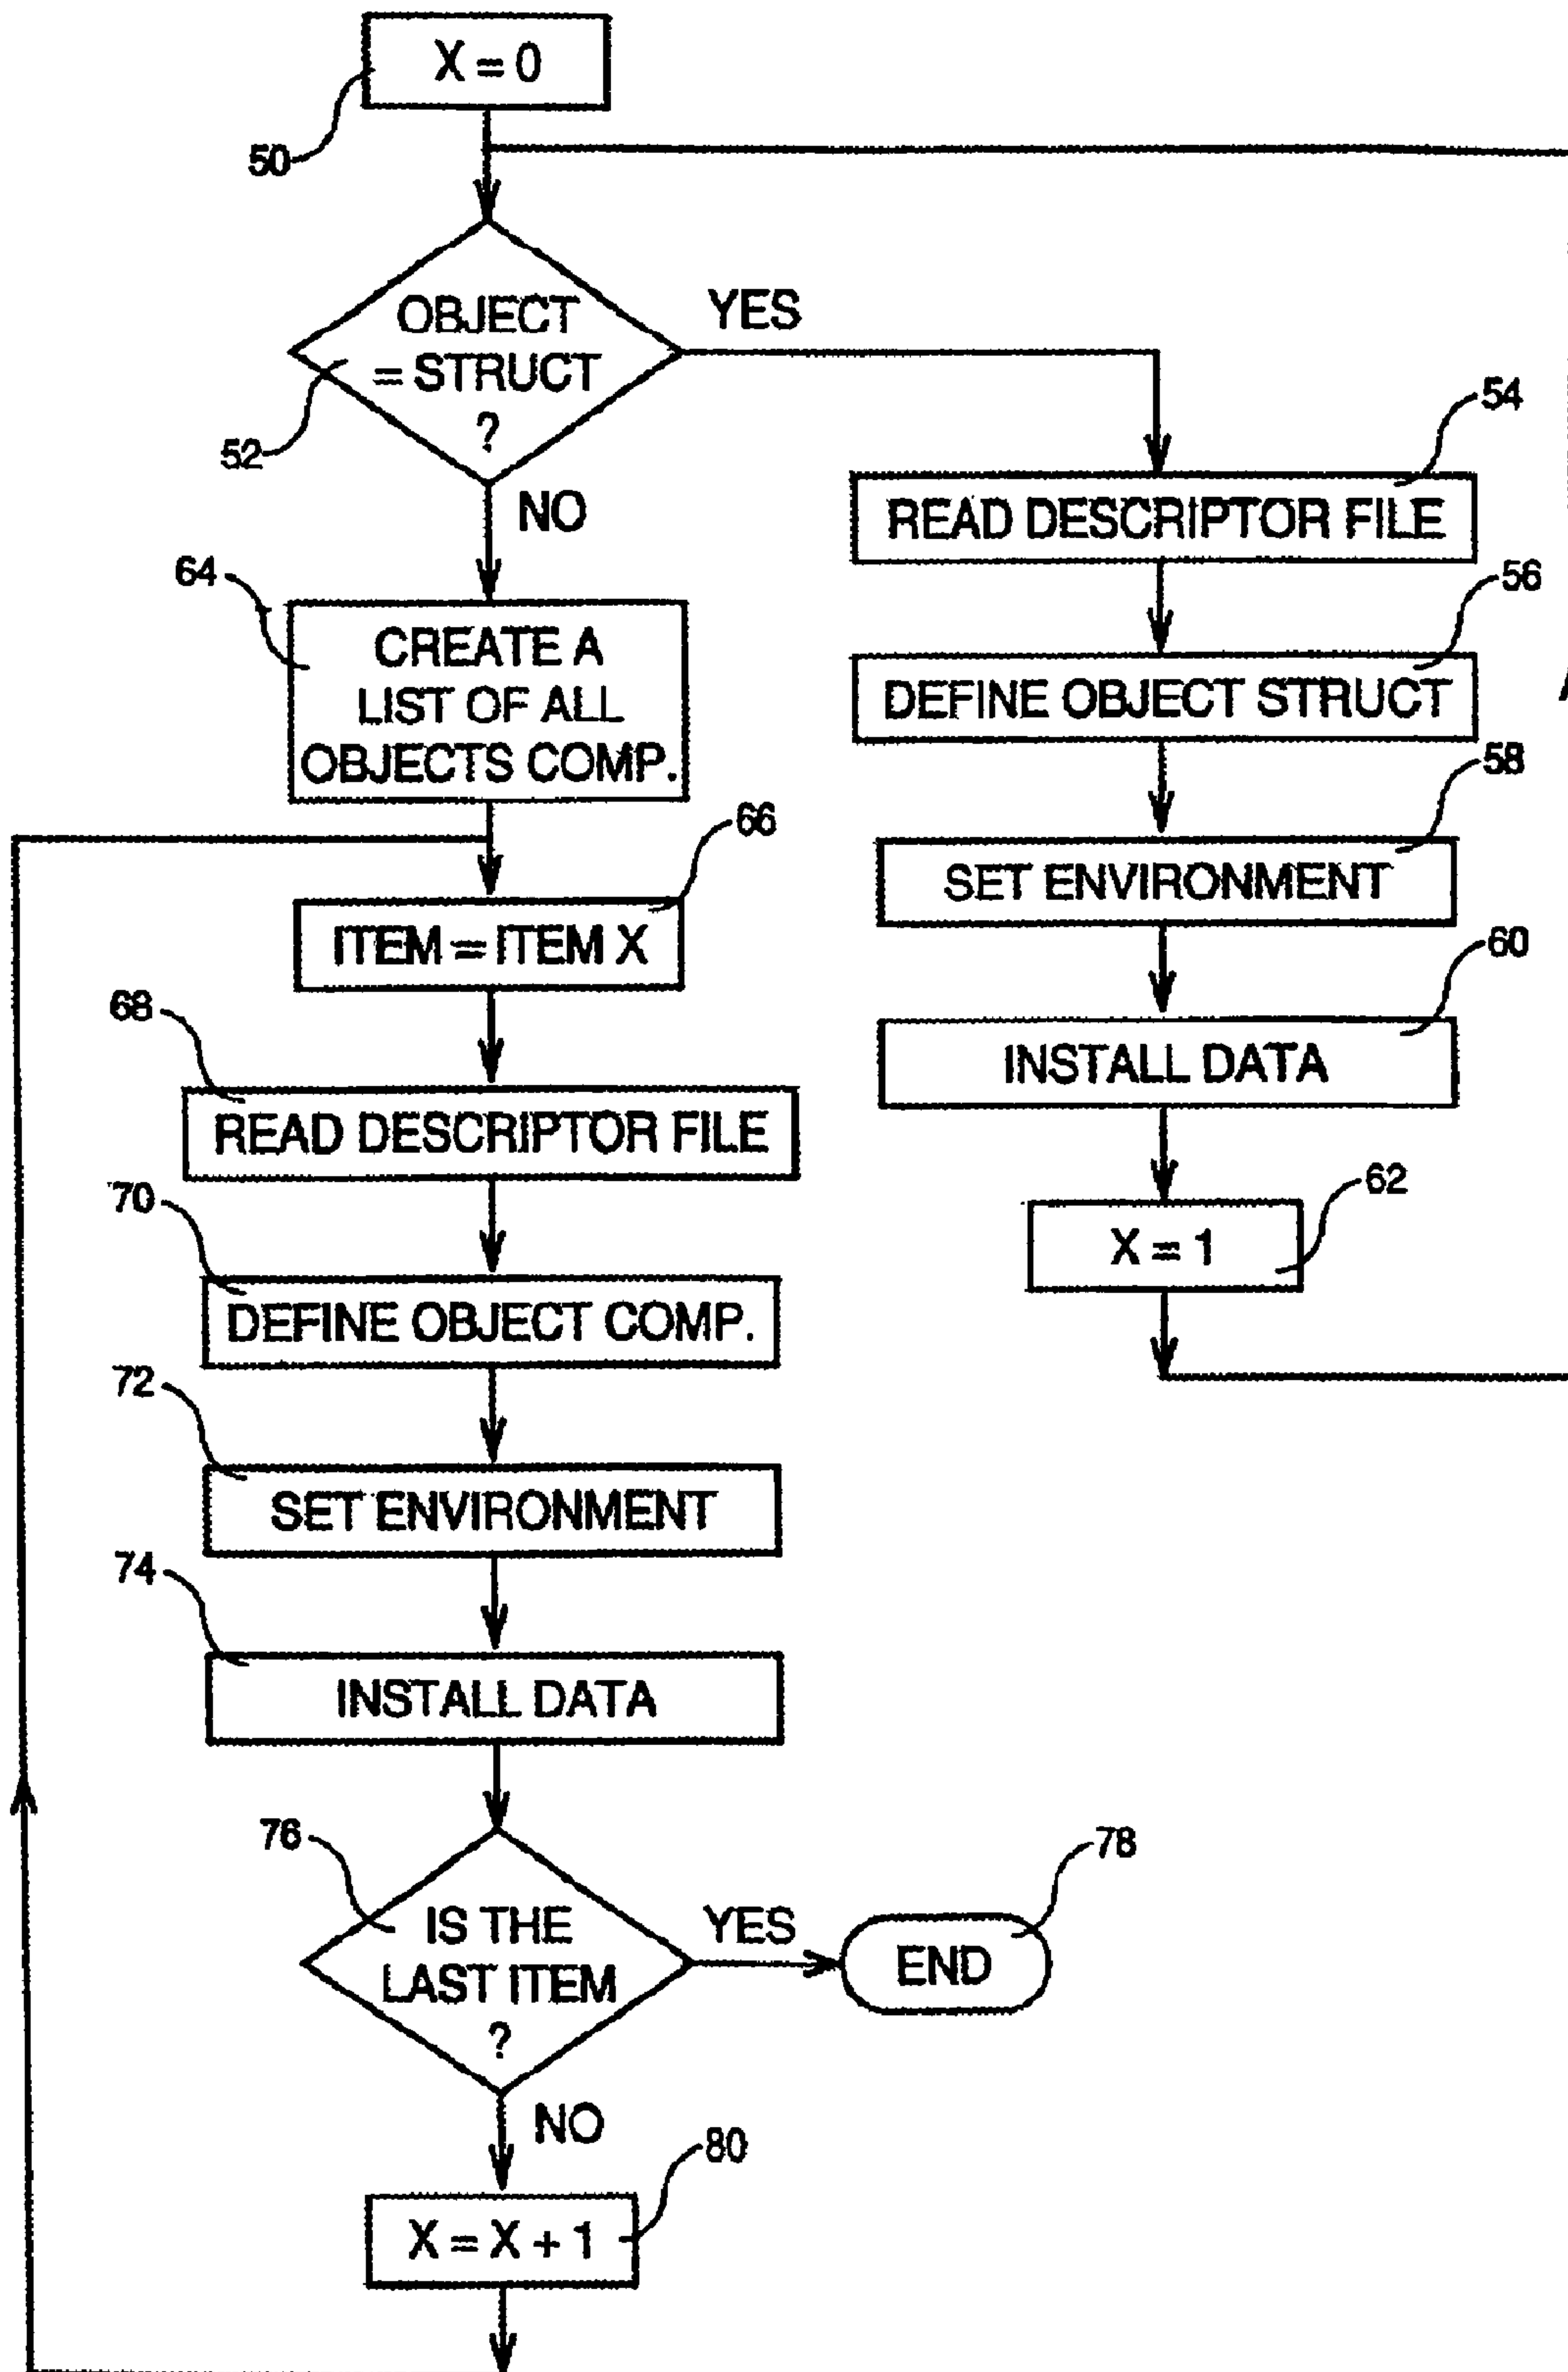 X = 0
50
OBJECT
= STRUCT
?
52
YES
NO
54
READ DESCRIPTOR FILE
56
DEFINE OBJECT STRUCT
58
SET ENVIRONMENT
60
INSTALL DATA
62
X = 1
64
CREATE A
LIST OF ALL
OBJECTS COMP.
66
ITEM = ITEM X
68
READ DESCRIPTOR FILE
70
DEFINE OBJECT COMP.
72
SET ENVIRONMENT
74
INSTALL DATA
76
IS THE
LAST ITEM
?
YES
78
END
NO
80
X = X + 1